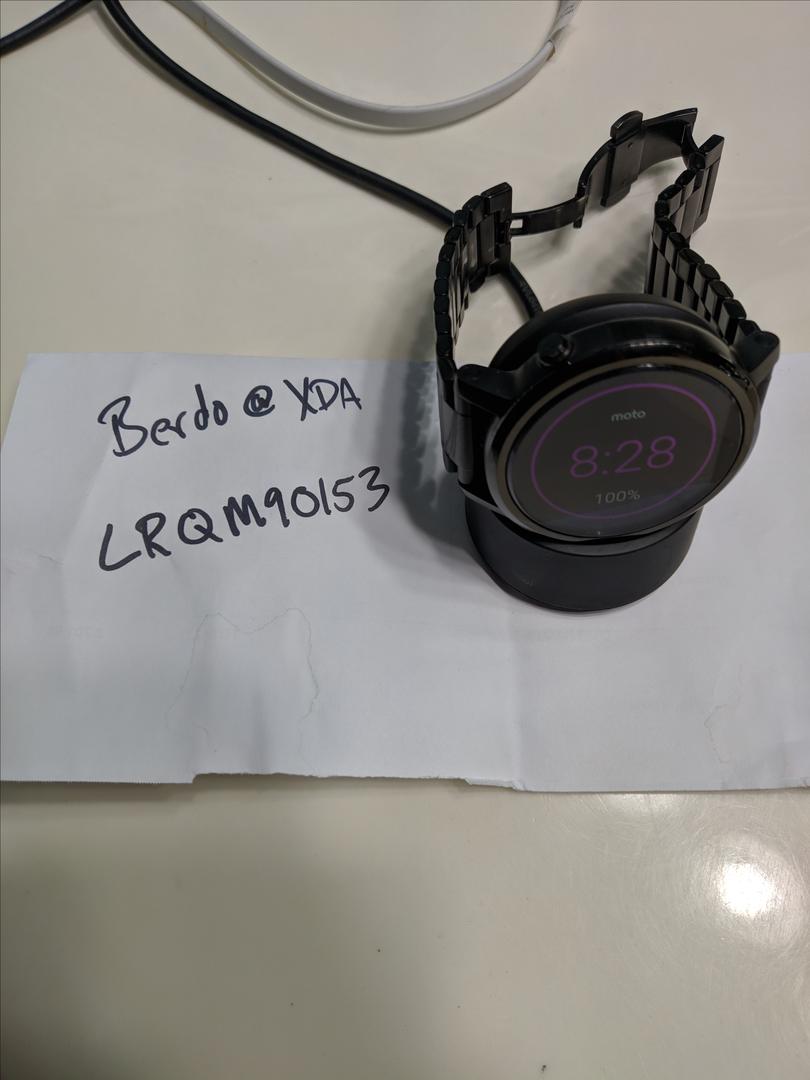 Berdo @ XDA
LRQM90153
moto
8:28
100%